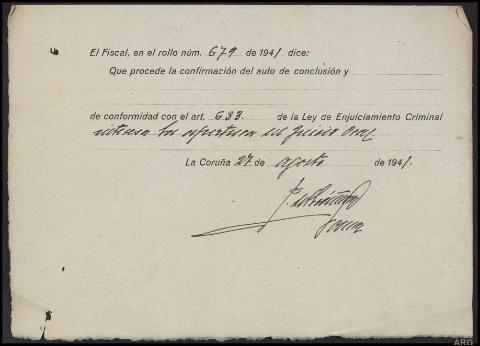 El Fiscal, en el rollo núm. 679 de 1941 dice:
Que procede la confirmación del auto de conclusión y
de conformidad con el art. 633. de la Ley de Enjuiciamiento Criminal
interesa la apertura del Juicio Oral
La Coruña 27 de agosto de 1941.
ARG